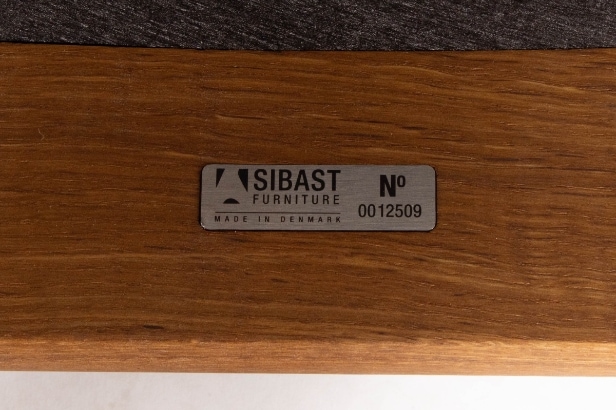 SIBAST
FURNITURE
MADE IN DENMARK
Nº
0012509